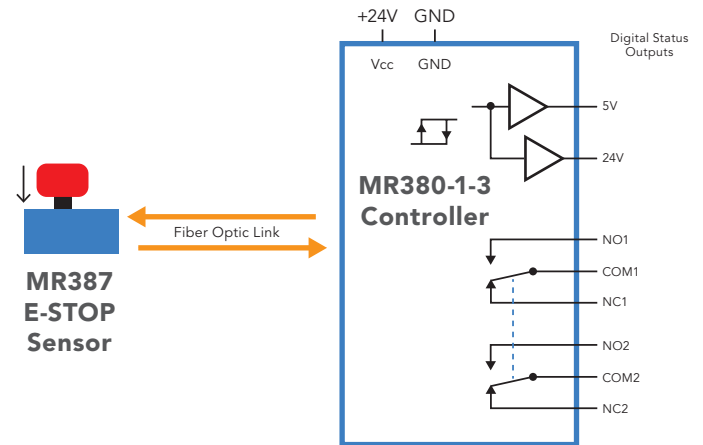 +24V GND
Digital Status
Outputs
Vcc GND
5V
24V
MR380-1-3
Controller
Fiber Optic Link
MR387
E-STOP
Sensor
NO1
COM1
NC1
NO2
COM2
NC2